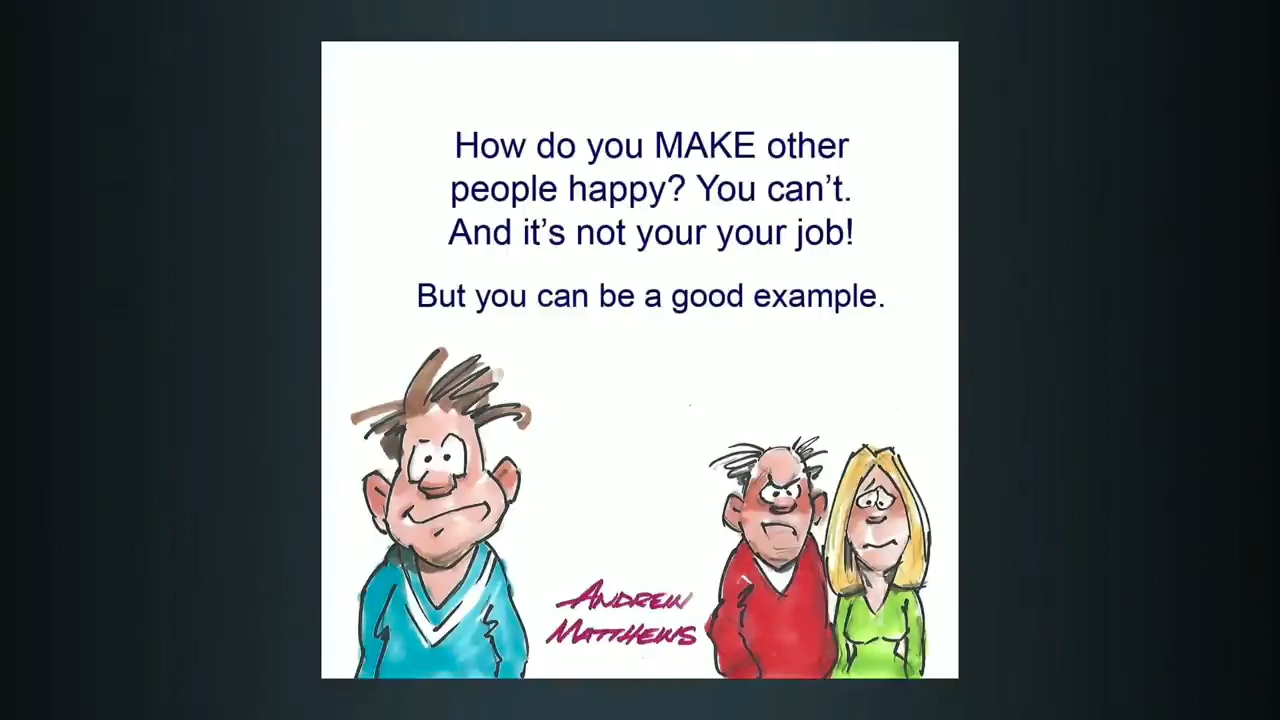 How do you MAKE other
people happy? You can’t.
And it’s not your your job!
But you can be a good example.
ANDREW
MATTHEWS